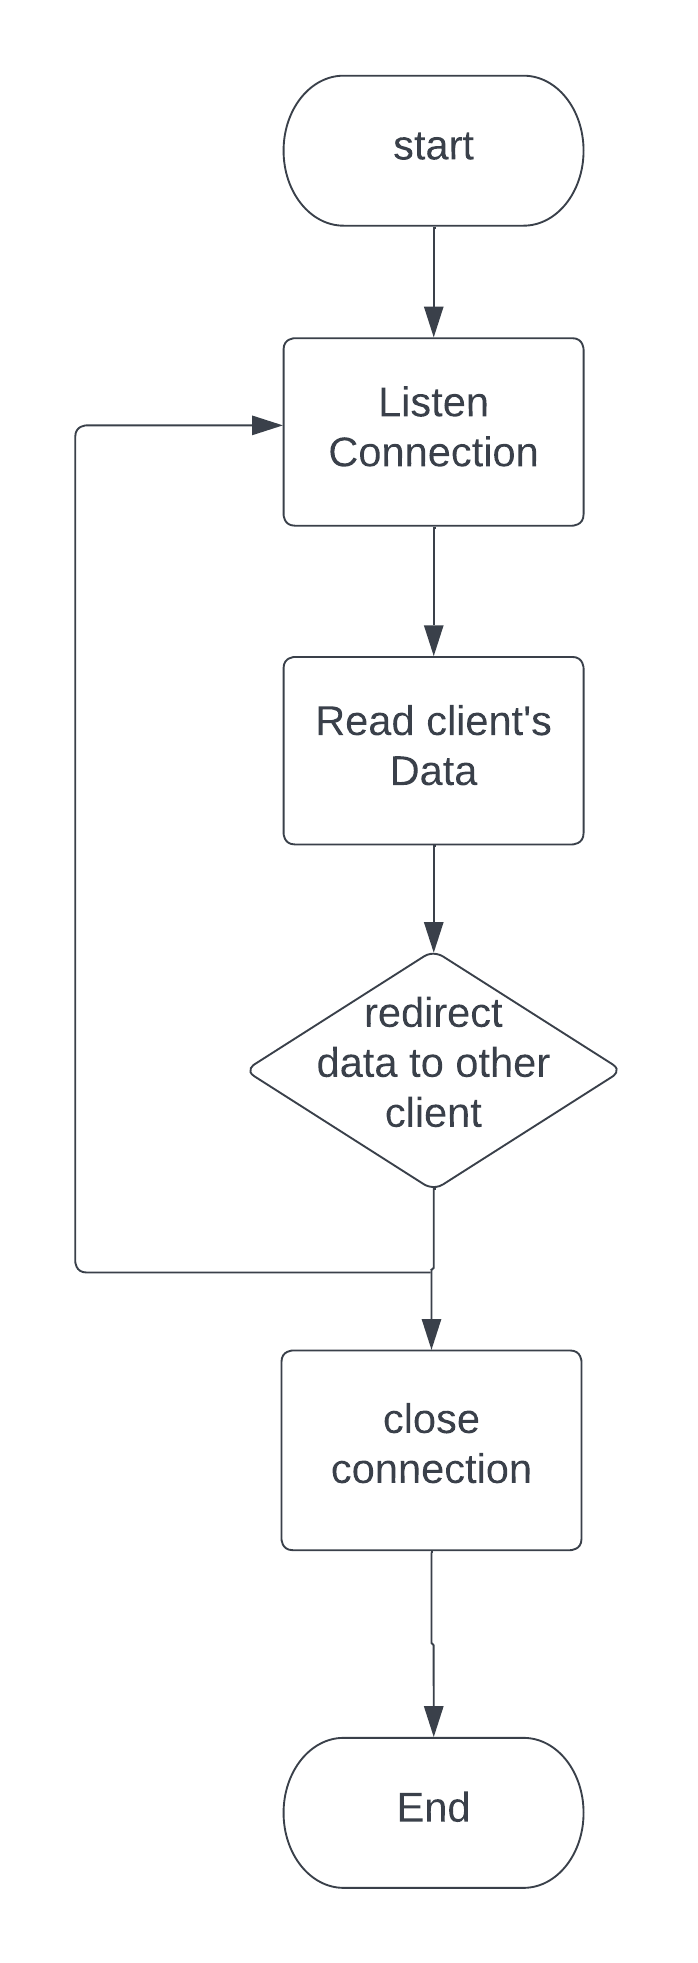 start
Listen
Connection
Read client's
Data
redirect
data to other
client
close
connection
End